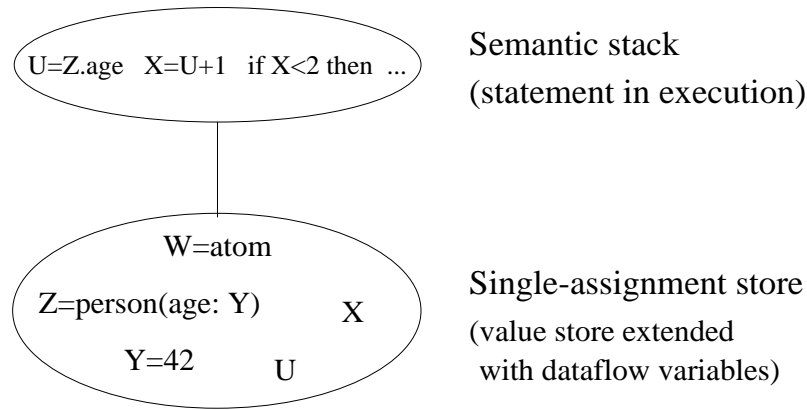 U=Z.age X=U+1 if X<2 then ...
Semantic stack
(statement in execution)
W=atom
Z=person(age: Y)
X
Y=42
U
Single-assignment store
(value store extended
with dataflow variables)